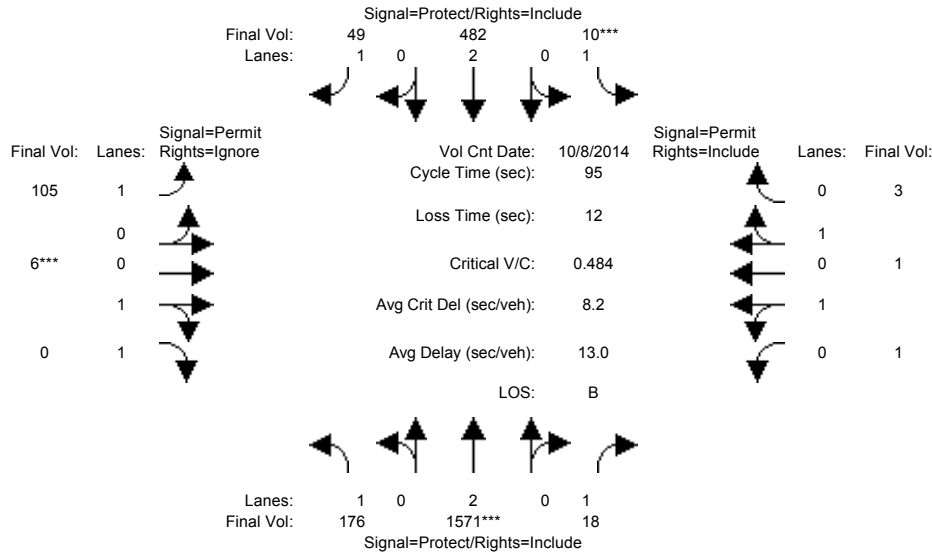 Signal=Protect/Rights=Include
Final Vol: 49 482 10***
Lanes: 1 0 2 0 1
Signal=Permit Signal=Permit
Final Vol: Lanes: Rights=Ignore Vol Cnt Date: 10/8/2014 Rights=Include Lanes: Final Vol:
Cycle Time (sec): 95
105 1 0 3
Loss Time (sec): 12
0 1
6*** 0 Critical V/C: 0.484 0 1
1 Avg Crit Del (sec/veh): 8.2 1
0 1 Avg Delay (sec/veh): 13.0 0 1
LOS: B
Lanes: 1 0 2 0 1
Final Vol: 176 1571*** 18
Signal=Protect/Rights=Include